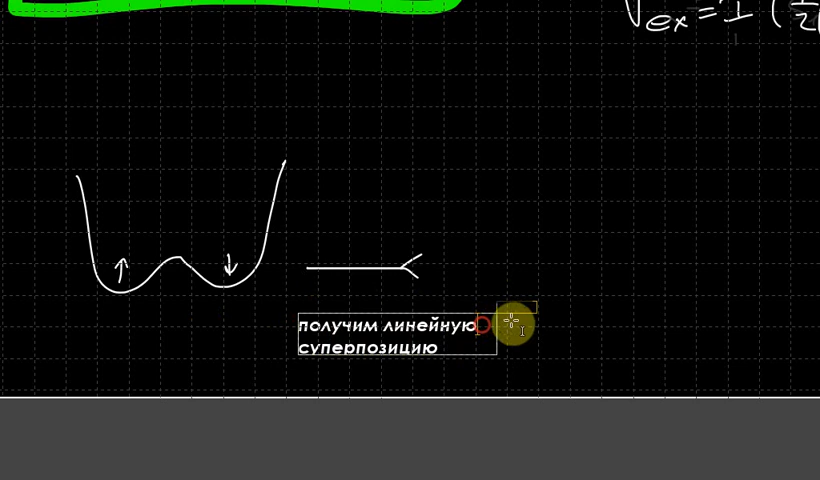 получим линейную
суперпозицию